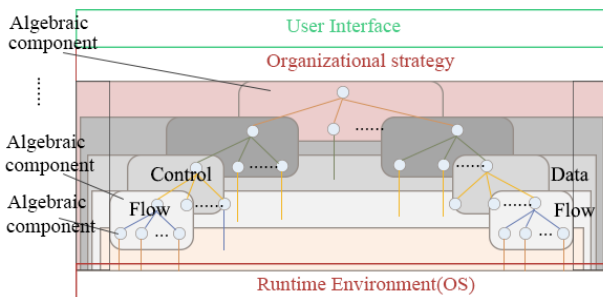 Algebraic
component
User Interface
Organizational strategy
......
......
......
Algebraic
component
Control
......
......
Data
Algebraic
component
Flow
......
......
Flow
...
...
Runtime Environment(OS)